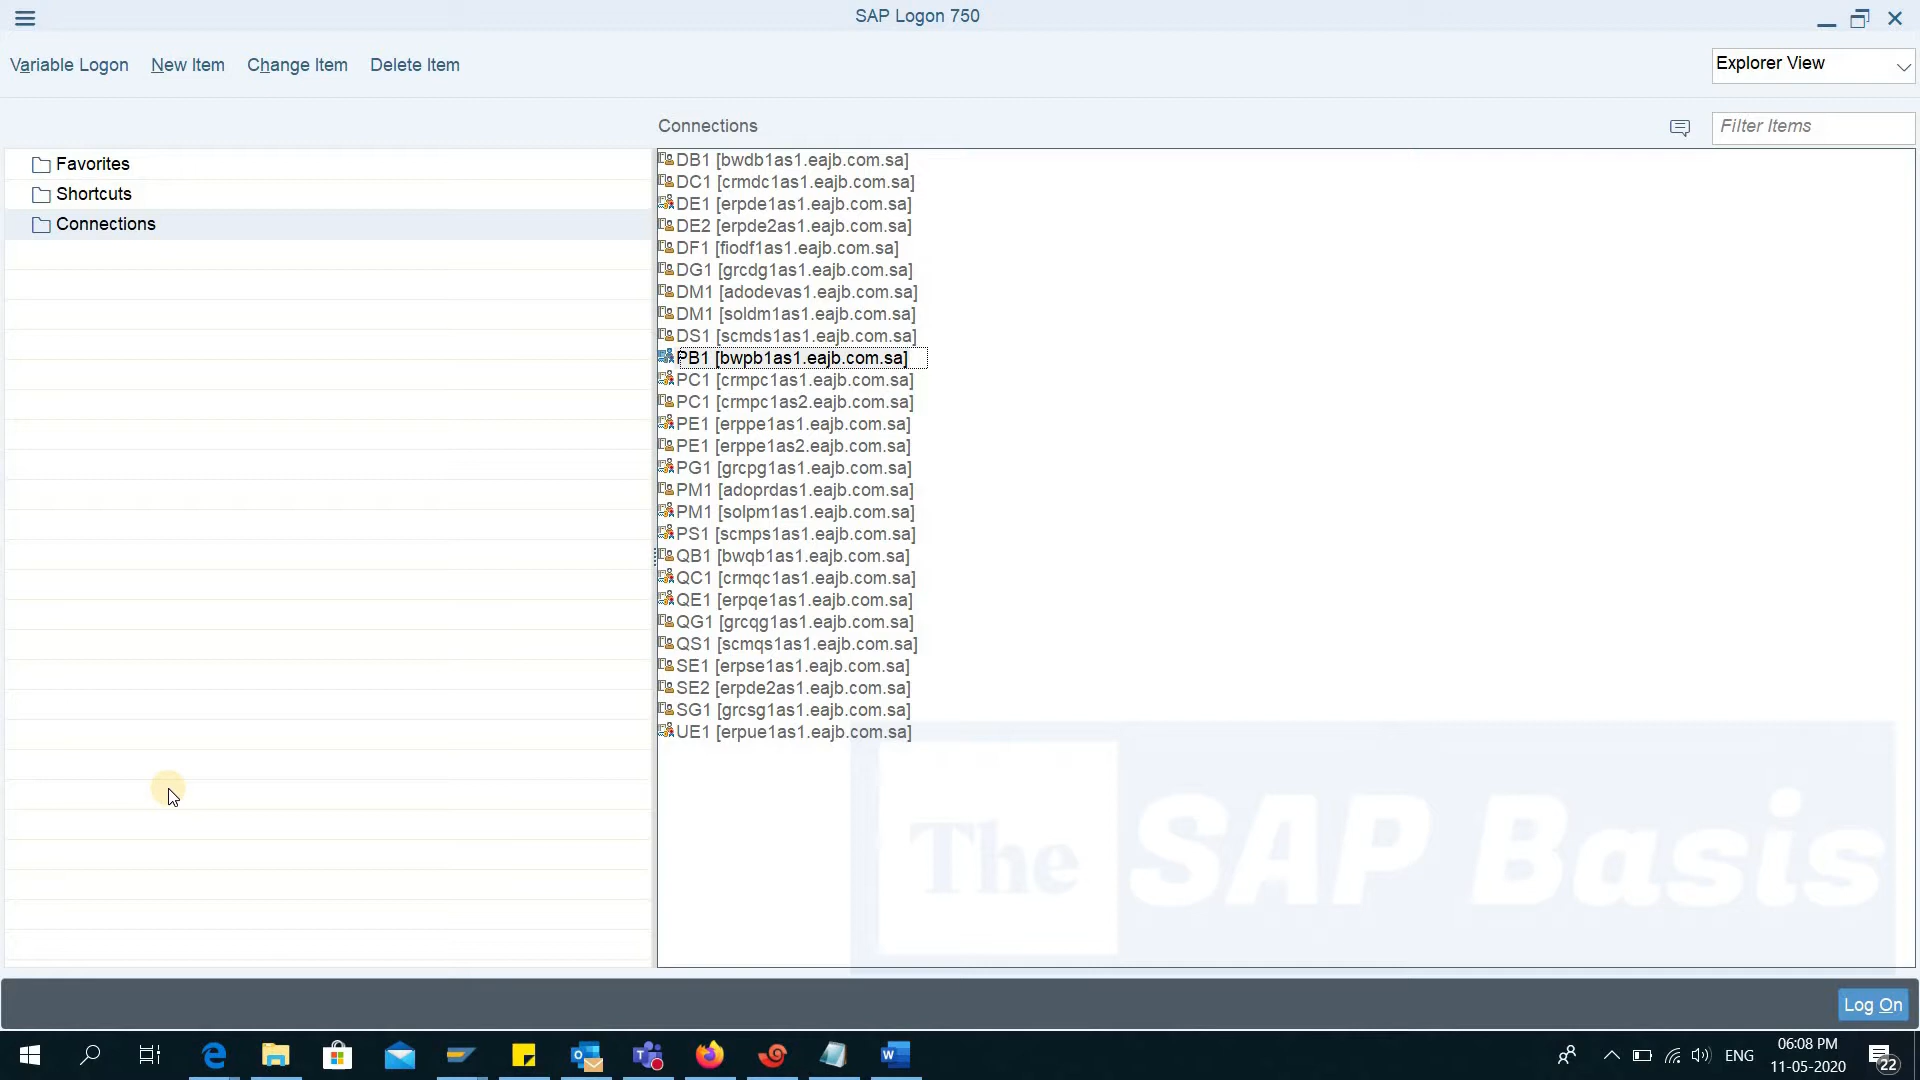 SAP Logon 750
Variable Logon New Item Change Item Delete Item
Explorer View
Connections
Filter Items
Favorites
Shortcuts
Connections
DB1 [bwdb1as1.eajb.com.sa]
DC1 [crmdc1as1.eajb.com.sa]
DE1 [erpde1as1.eajb.com.sa]
DE2 [erpde2as1.eajb.com.sa]
DF1 [fiodf1as1.eajb.com.sa]
DG1 [grcdg1as1.eajb.com.sa]
DM1 [adodevas1.eajb.com.sa]
DM1 [soldm1as1.eajb.com.sa]
DS1 [scmds1as1.eajb.com.sa]
PB1 [bwpb1as1.eajb.com.sa]
PC1 [crmpc1as1.eajb.com.sa]
PC1 [crmpc1as2.eajb.com.sa]
PE1 [erppe1as1.eajb.com.sa]
PE1 [erppe1as2.eajb.com.sa]
PG1 [grcpg1as1.eajb.com.sa]
PM1 [adoprdas1.eajb.com.sa]
PM1 [solpm1as1.eajb.com.sa]
PS1 [scmps1as1.eajb.com.sa]
QB1 [bwqb1as1.eajb.com.sa]
QC1 [crmqc1as1.eajb.com.sa]
QE1 [erpqe1as1.eajb.com.sa]
QG1 [grcqg1as1.eajb.com.sa]
QS1 [scmqs1as1.eajb.com.sa]
SE1 [erpse1as1.eajb.com.sa]
SE2 [erpde2as1.eajb.com.sa]
SG1 [grcsg1as1.eajb.com.sa]
UE1 [erpue1as1.eajb.com.sa]
The SAP Basis
Log On
ENG
06:08 PM
11-05-2020
22